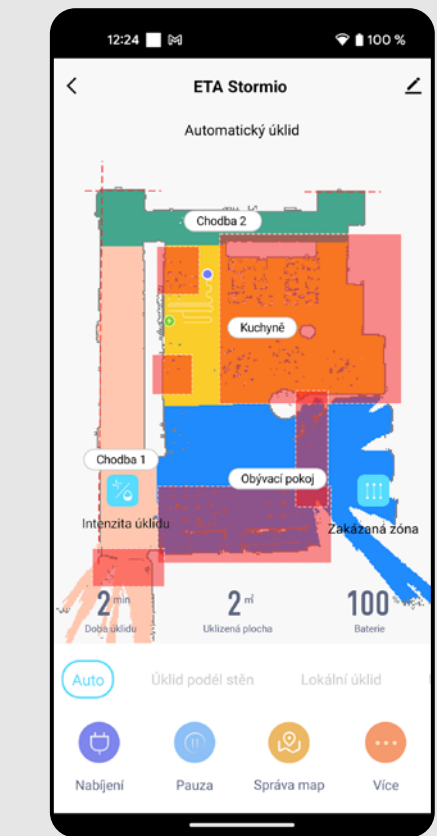 12:24
100 %
ETA Stormio
Automatický úklid
Chodba 2
Kuchyně
Chodba 1
Obývací pokoj
Intenzita úklidu
Zakázaná zóna
2 min
2 m²
100 %
Doba úklidu
Uklizená plocha
Baterie
Auto
Úklid podél stěn
Lokální úklid
Nabíjení
Pauza
Správa map
Více